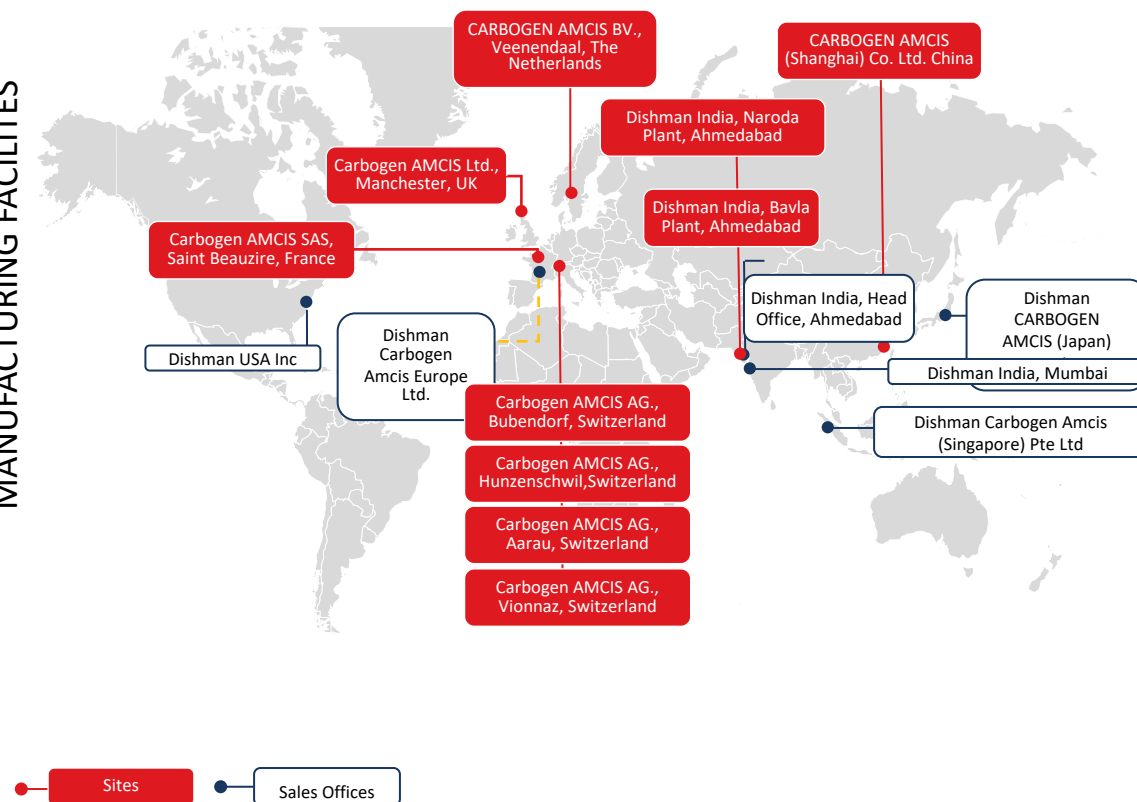 MANUFACTURING FACILITIES
CARBOGEN AMCIS BV.,
Veenendaal, The
Netherlands
CARBOGEN AMCIS
(Shanghai) Co. Ltd. China
Dishman India, Naroda
Plant, Ahmedabad
Carbogen AMCIS Ltd.,
Manchester, UK
Dishman India, Bavla
Plant, Ahmedabad
Carbogen AMCIS SAS,
Saint Beauzire, France
Dishman India, Head
Office, Ahmedabad
Dishman
CARBOGEN
AMCIS (Japan)
Dishman USA Inc
Dishman
Carbogen
Amcis Europe
Ltd.
Dishman India, Mumbai
Carbogen AMCIS AG.,
Bubendorf, Switzerland
Dishman Carbogen Amcis
(Singapore) Pte Ltd
Carbogen AMCIS AG.,
Hunzenschwil,Switzerland
Carbogen AMCIS AG.,
Aarau, Switzerland
Carbogen AMCIS AG.,
Vionnaz, Switzerland
Sites
Sales Offices